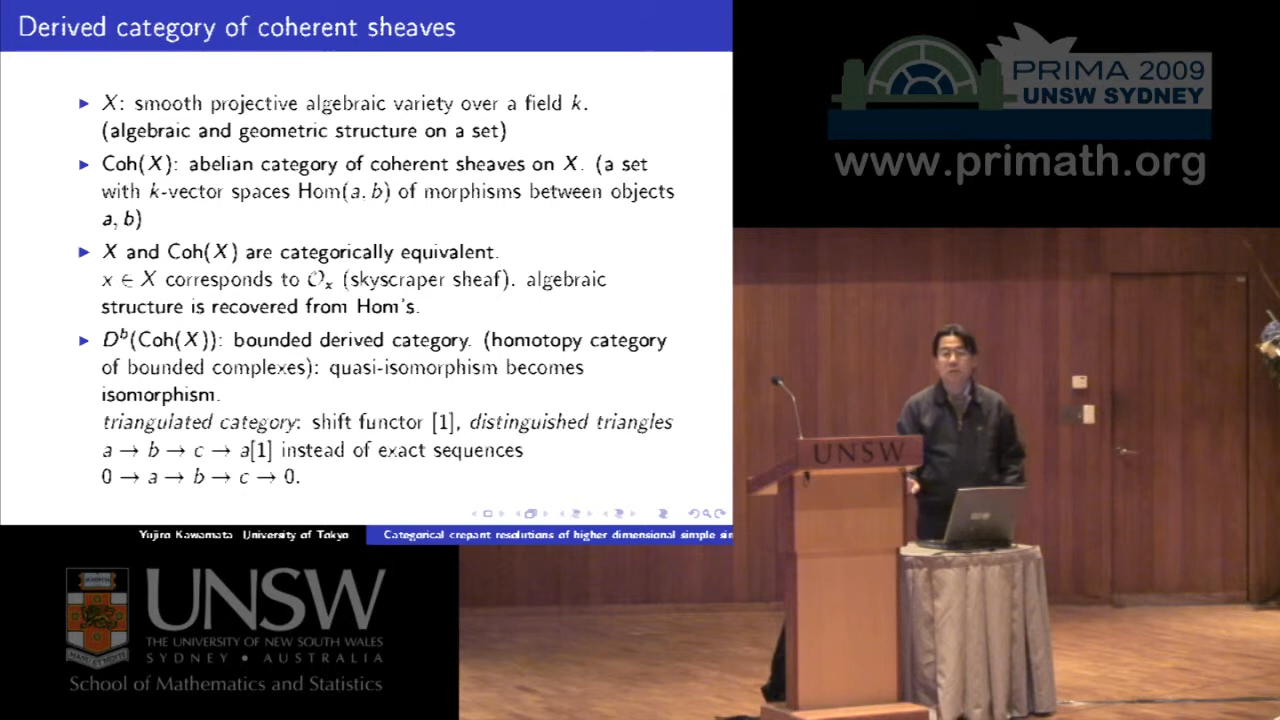 Derived category of coherent sheaves
▶ X: smooth projective algebraic variety over a field k.
(algebraic and geometric structure on a set)
▶ Coh(X): abelian category of coherent sheaves on X. (a set
with k-vector spaces Hom(a, b) of morphisms between objects
a, b)
▶ X and Coh(X) are categorically equivalent.
x ∈ X corresponds to 𝒪ₓ (skyscraper sheaf). algebraic
structure is recovered from Hom's.
▶ Dᵇ(Coh(X)): bounded derived category. (homotopy category
of bounded complexes): quasi-isomorphism becomes
isomorphism.
triangulated category: shift functor [1], distinguished triangles
a → b → c → a[1] instead of exact sequences
0 → a → b → c → 0.
Yujiro Kawamata University of Tokyo
Categorical crepant resolutions of higher dimensional simple sin
PRIMA 2009
UNSW SYDNEY
www.primath.org
UNSW
UNSW
THE UNIVERSITY OF NEW SOUTH WALES
SYDNEY • AUSTRALIA
School of Mathematics and Statistics